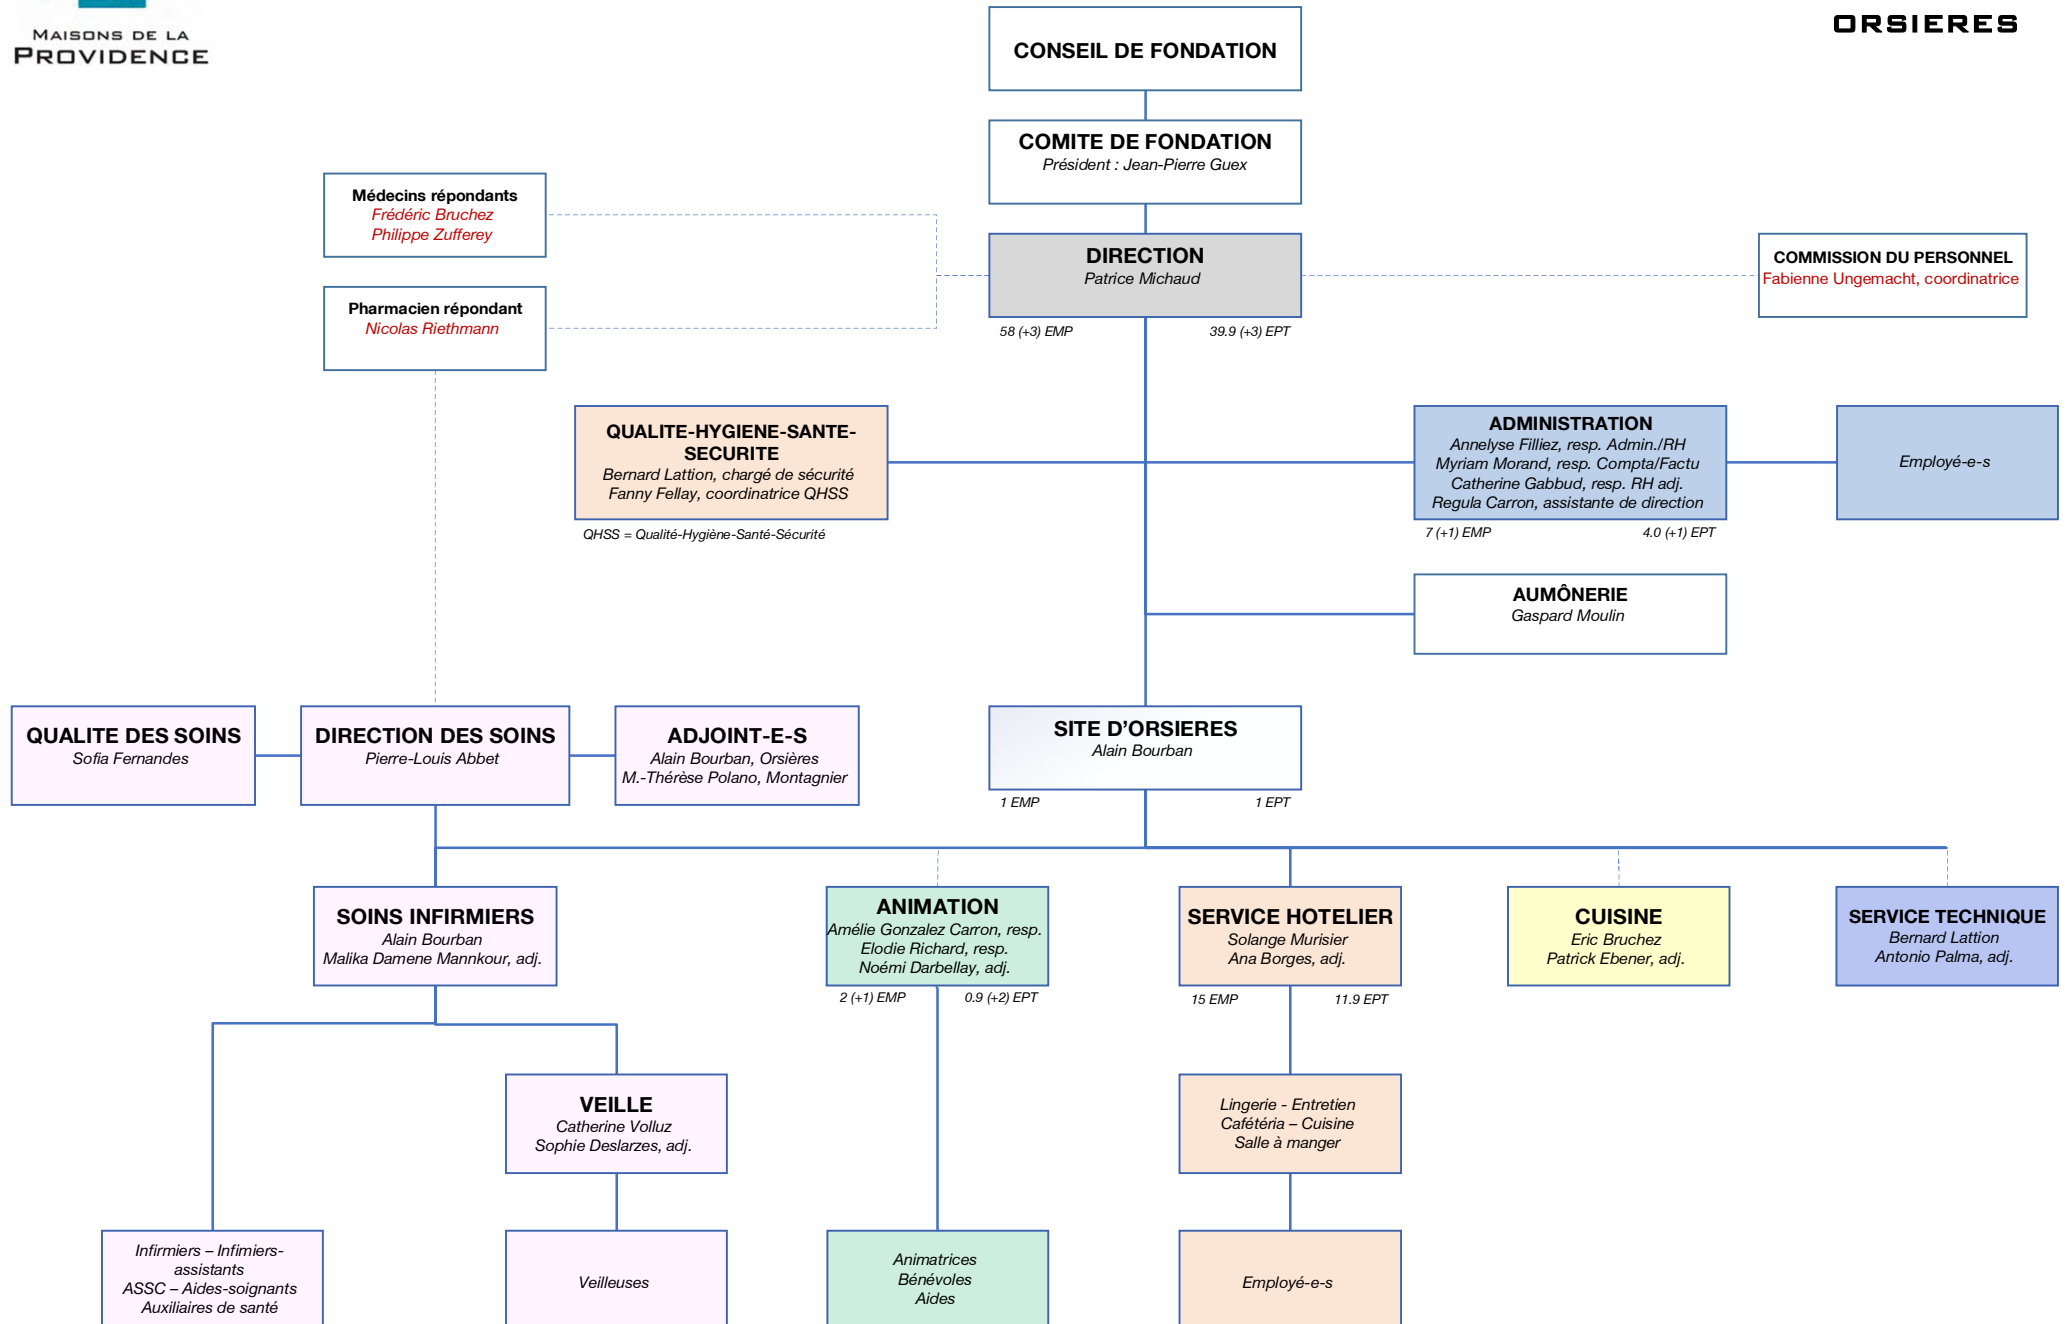 MAISONS DE LA
PROVIDENCE
ORSIERES
CONSEIL DE FONDATION
COMITE DE FONDATION
Président : Jean-Pierre Guex
Médecins répondants
Frédéric Bruchez
Philippe Zufferey
DIRECTION
Patrice Michaud
COMMISSION DU PERSONNEL
Fabienne Ungemacht, coordinatrice
Pharmacien répondant
Nicolas Riethmann
58 (+3) EMP
39.9 (+3) EPT
QUALITE-HYGIENE-SANTE-
SECURITE
Bernard Lattion, chargé de sécurité
Fanny Fellay, coordinatrice QHSS
QHSS = Qualité-Hygiène-Santé-Sécurité
ADMINISTRATION
Annelyse Filliez, resp. Admin./RH
Myriam Morand, resp. Compta/Factu
Catherine Gabbud, resp. RH adj.
Regula Carron, assistante de direction
7 (+1) EMP
4.0 (+1) EPT
Employé-e-s
AUMÔNERIE
Gaspard Moulin
QUALITE DES SOINS
Sofia Fernandes
DIRECTION DES SOINS
Pierre-Louis Abbet
ADJOINT-E-S
Alain Bourban, Orsières
M.-Thérèse Polano, Montagnier
SITE D’ORSIERES
Alain Bourban
1 EMP
1 EPT
SOINS INFIRMIERS
Alain Bourban
Malika Damene Mannkour, adj.
ANIMATION
Amélie Gonzalez Carron, resp.
Elodie Richard, resp.
Noémi Darbellay, adj.
2 (+1) EMP
0.9 (+2) EPT
SERVICE HOTELIER
Solange Murisier
Ana Borges, adj.
15 EMP
11.9 EPT
CUISINE
Eric Bruchez
Patrick Ebener, adj.
SERVICE TECHNIQUE
Bernard Lattion
Antonio Palma, adj.
VEILLE
Catherine Volluz
Sophie Deslarzes, adj.
Lingerie - Entretien
Cafétéria – Cuisine
Salle à manger
Infirmiers – Infimiers-
assistants
ASSC – Aides-soignants
Auxiliaires de santé
Veilleuses
Animatrices
Bénévoles
Aides
Employé-e-s